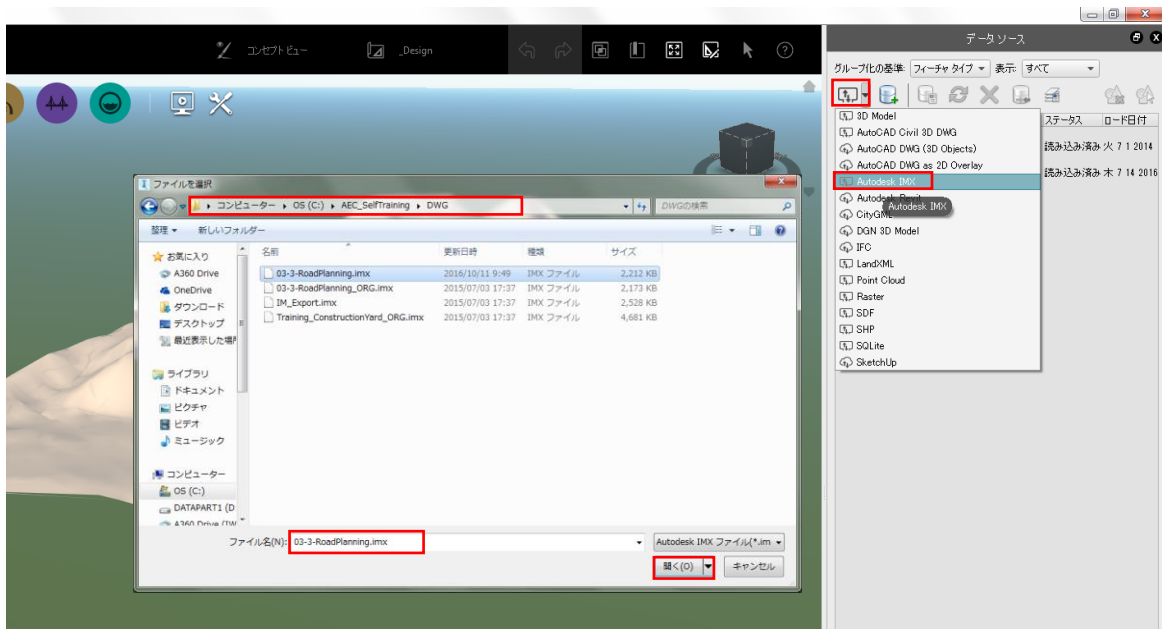 コンセプトビュー
_Design
?
ファイルを選択
コンピューター ▸ OS (C:) ▸ AEC_SelfTraining ▸ DWG
DWGの検索
整理 新しいフォルダー
お気に入り
A360 Drive
OneDrive
ダウンロード
デスクトップ
最近表示した場所
ライブラリ
ドキュメント
ピクチャ
ビデオ
ミュージック
コンピューター
OS (C:)
DATAPART1 (D
A360 Drive (IW
名前 更新日時 種類 サイズ
03-3-RoadPlanning.imx 2016/10/11 9:49 IMX ファイル 2,212 KB
03-3-RoadPlanning_ORG.imx 2015/07/03 17:37 IMX ファイル 2,173 KB
IM_Export.imx 2015/07/03 17:37 IMX ファイル 2,528 KB
Training_ConstructionYard_ORG.imx 2015/07/03 17:37 IMX ファイル 4,681 KB
ファイル名(N): 03-3-RoadPlanning.imx
Autodesk IMX ファイル(*.im
開く(O) キャンセル
データ ソース
グループ化の基準: フィーチャ タイプ 表示: すべて
ステータス ロード日付
読み込み済み 火 7 1 2014
読み込み済み 木 7 14 2016
3D Model
AutoCAD Civil 3D DWG
AutoCAD DWG (3D Objects)
AutoCAD DWG as 2D Overlay
Autodesk IMX
Autodesk Revit
Autodesk IMX
CityGML
DGN 3D Model
IFC
LandXML
Point Cloud
Raster
SDF
SHP
SQLite
SketchUp